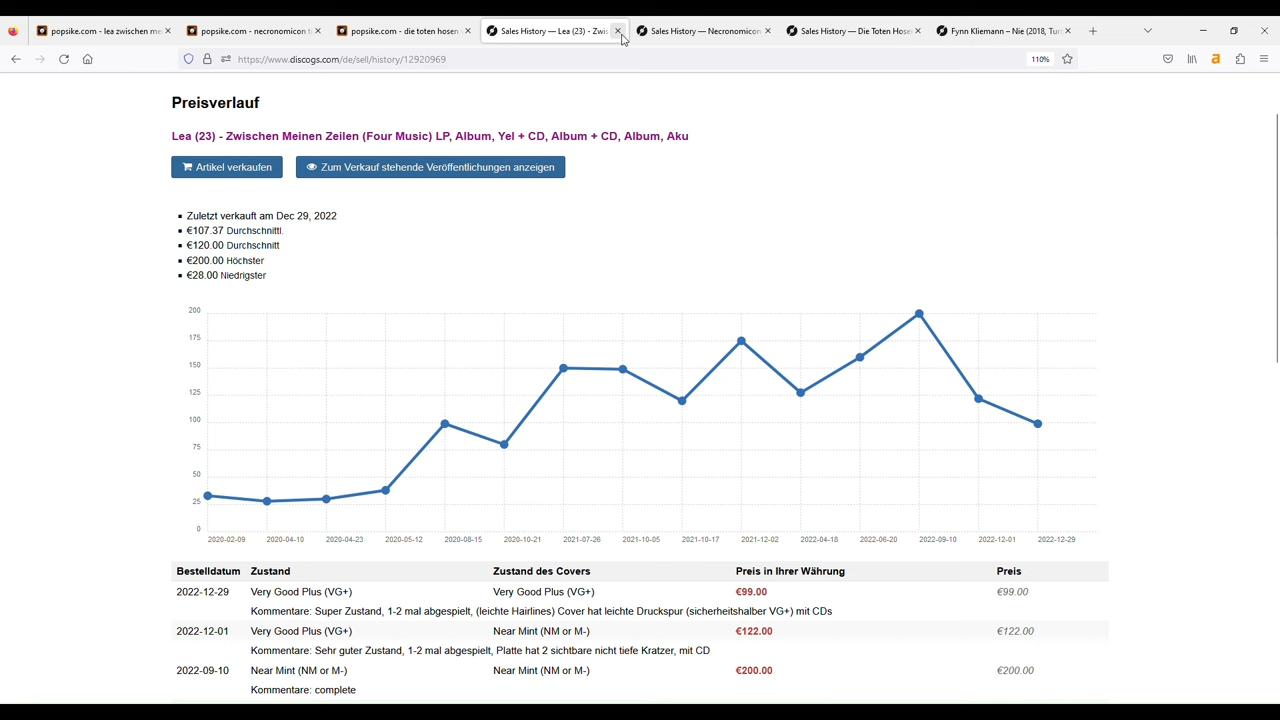 popsike.com - lea zwischen me
popsike.com - necronomicon t
popsike.com - die toten hosen
Sales History — Lea (23) - Zwis
Sales History — Necronomicon
Sales History — Die Toten Hose
Fynn Kliemann – Nie (2018, Tur
https://www.discogs.com/de/sell/history/12920969
110%
Preisverlauf
Lea (23) - Zwischen Meinen Zeilen (Four Music) LP, Album, Yel + CD, Album + CD, Album, Aku
Artikel verkaufen
Zum Verkauf stehende Veröffentlichungen anzeigen
Zuletzt verkauft am Dec 29, 2022
€107.37 Durchschnittl.
€120.00 Durchschnitt
€200.00 Höchster
€28.00 Niedrigster
200
175
150
125
100
75
50
25
0
2020-02-09 2020-04-10 2020-04-23 2020-05-12 2020-08-15 2020-10-21 2021-07-26 2021-10-05 2021-10-17 2021-12-02 2022-04-18 2022-06-20 2022-09-10 2022-12-01 2022-12-29
Bestelldatum Zustand Zustand des Covers Preis in Ihrer Währung Preis
2022-12-29 Very Good Plus (VG+) Very Good Plus (VG+) €99.00 €99.00
Kommentare: Super Zustand, 1-2 mal abgespielt, (leichte Hairlines) Cover hat leichte Druckspur (sicherheitshalber VG+) mit CDs
2022-12-01 Very Good Plus (VG+) Near Mint (NM or M-) €122.00 €122.00
Kommentare: Sehr guter Zustand, 1-2 mal abgespielt, Platte hat 2 sichtbare nicht tiefe Kratzer, mit CD
2022-09-10 Near Mint (NM or M-) Near Mint (NM or M-) €200.00 €200.00
Kommentare: complete